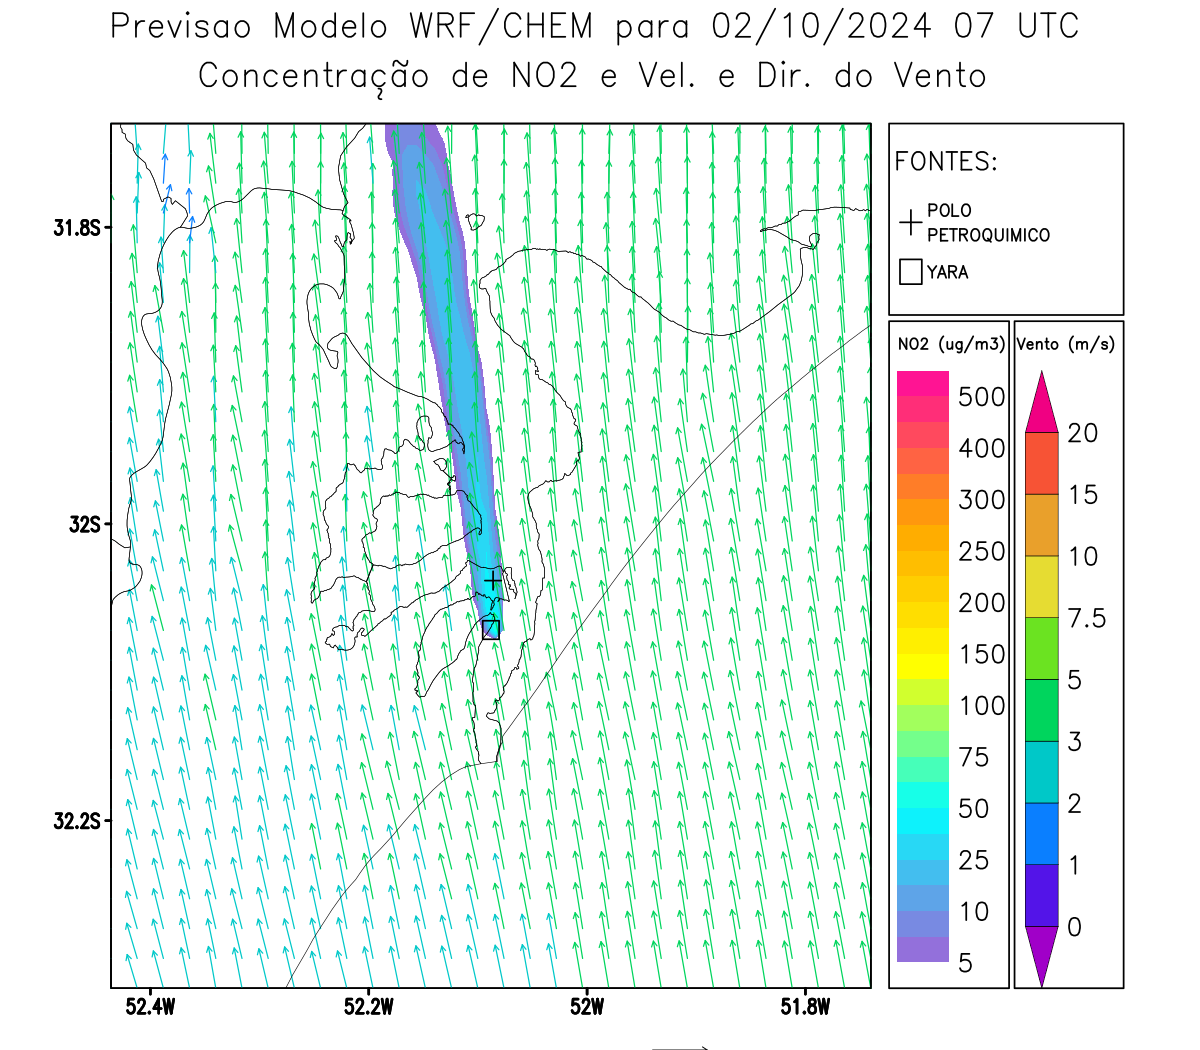 Previsao Modelo WRF/CHEM para 02/10/2024 07 UTC
Concentração de NO2 e Vel. e Dir. do Vento
FONTES:
POLO
PETROQUIMICO
YARA
NO2 (ug/m3)
500
400
300
250
200
150
100
75
50
25
10
5
Vento (m/s)
20
15
10
7.5
5
3
2
1
0
31.8S
32S
32.2S
52.4W
52.2W
52W
51.8W